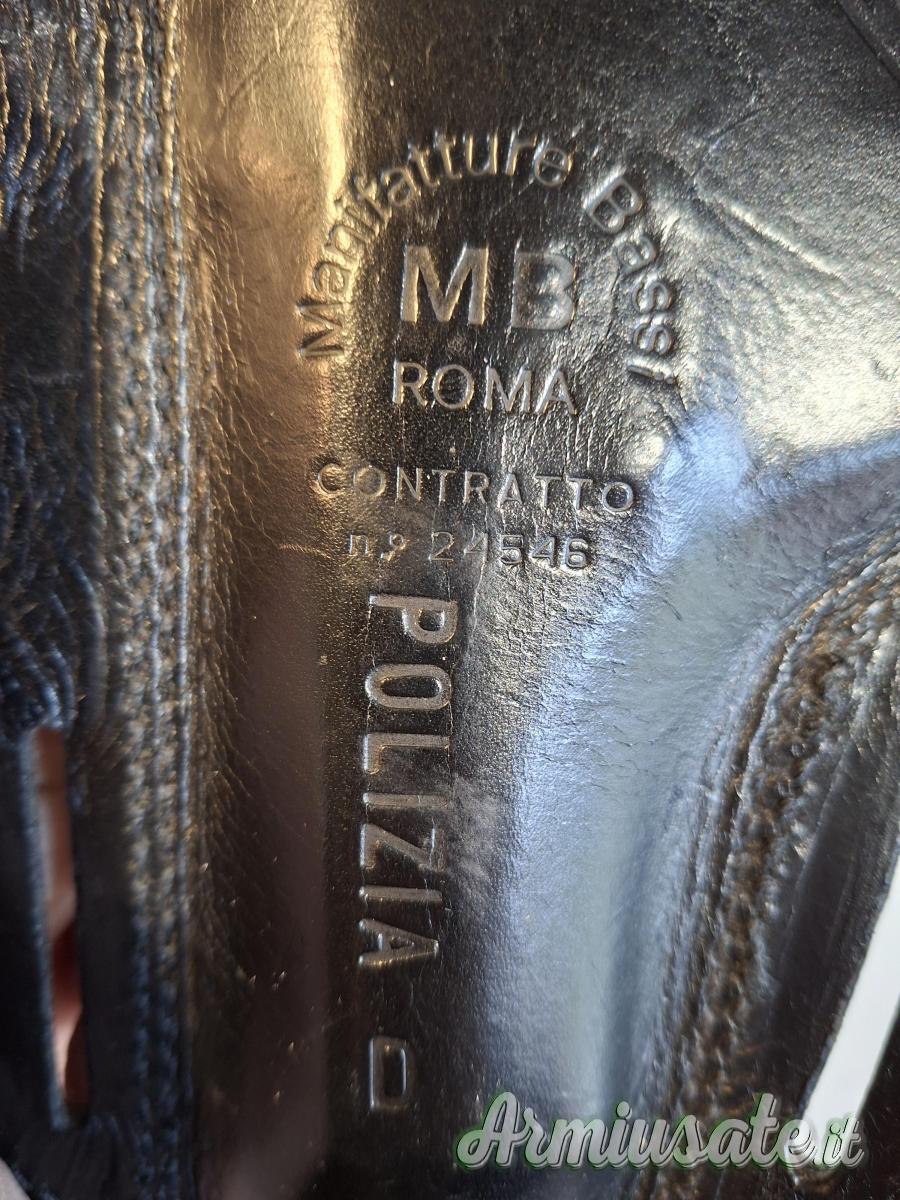 Manifatture Bassi
MB
ROMA
CONTRATTO
n.º 24546
POLIZIA D
Armiusate.it